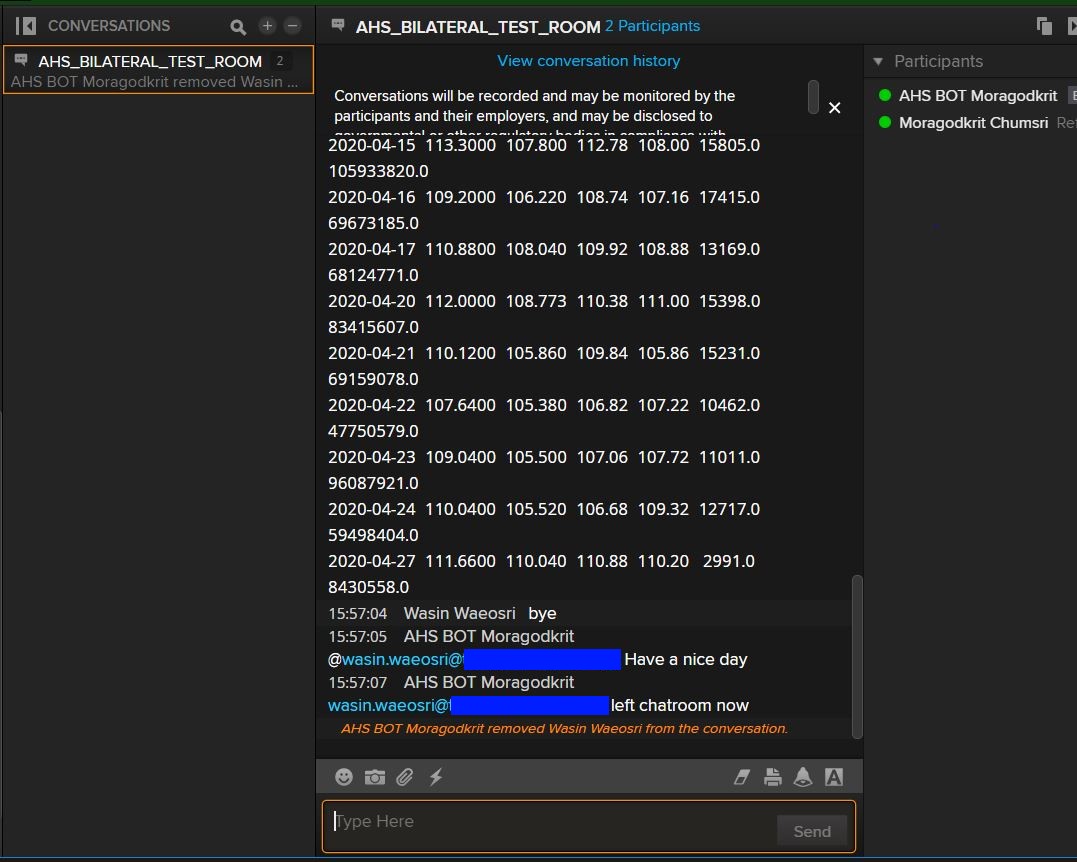 CONVERSATIONS
AHS_BILATERAL_TEST_ROOM 2
AHS BOT Moragodkrit removed Wasin ...
AHS_BILATERAL_TEST_ROOM 2 Participants
View conversation history
Conversations will be recorded and may be monitored by the
participants and their employers, and may be disclosed to
governmental or other regulatory bodies in compliance with
2020-04-15 113.3000 107.800 112.78 108.00 15805.0
105933820.0
2020-04-16 109.2000 106.220 108.74 107.16 17415.0
69673185.0
2020-04-17 110.8800 108.040 109.92 108.88 13169.0
68124771.0
2020-04-20 112.0000 108.773 110.38 111.00 15398.0
83415607.0
2020-04-21 110.1200 105.860 109.84 105.86 15231.0
69159078.0
2020-04-22 107.6400 105.380 106.82 107.22 10462.0
47750579.0
2020-04-23 109.0400 105.500 107.06 107.72 11011.0
96087921.0
2020-04-24 110.0400 105.520 106.68 109.32 12717.0
59498404.0
2020-04-27 111.6600 110.040 110.88 110.20 2991.0
8430558.0
15:57:04 Wasin Waeosri bye
15:57:05 AHS BOT Moragodkrit
@wasin.waeosri@ Have a nice day
15:57:07 AHS BOT Moragodkrit
wasin.waeosri@ left chatroom now
AHS BOT Moragodkrit removed Wasin Waeosri from the conversation.
A
Type Here
Send
Participants
AHS BOT Moragodkrit
Moragodkrit Chumsri